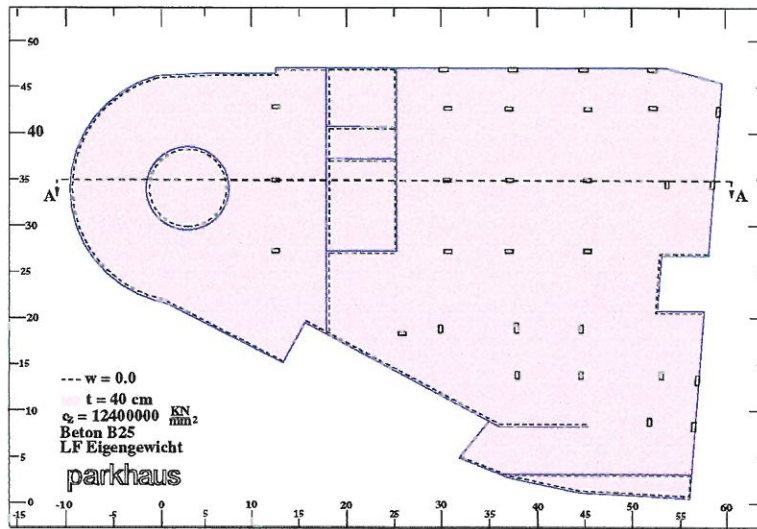 50
45
40
35
30
25
20
15
10
5
0
A A
--- w = 0.0
t = 40 cm
c_z = 12400000 KN/mm²
Beton B25
LF Eigengewicht
parkhaus
-15 -10 -5 0 5 10 15 20 25 30 35 40 45 50 55 60